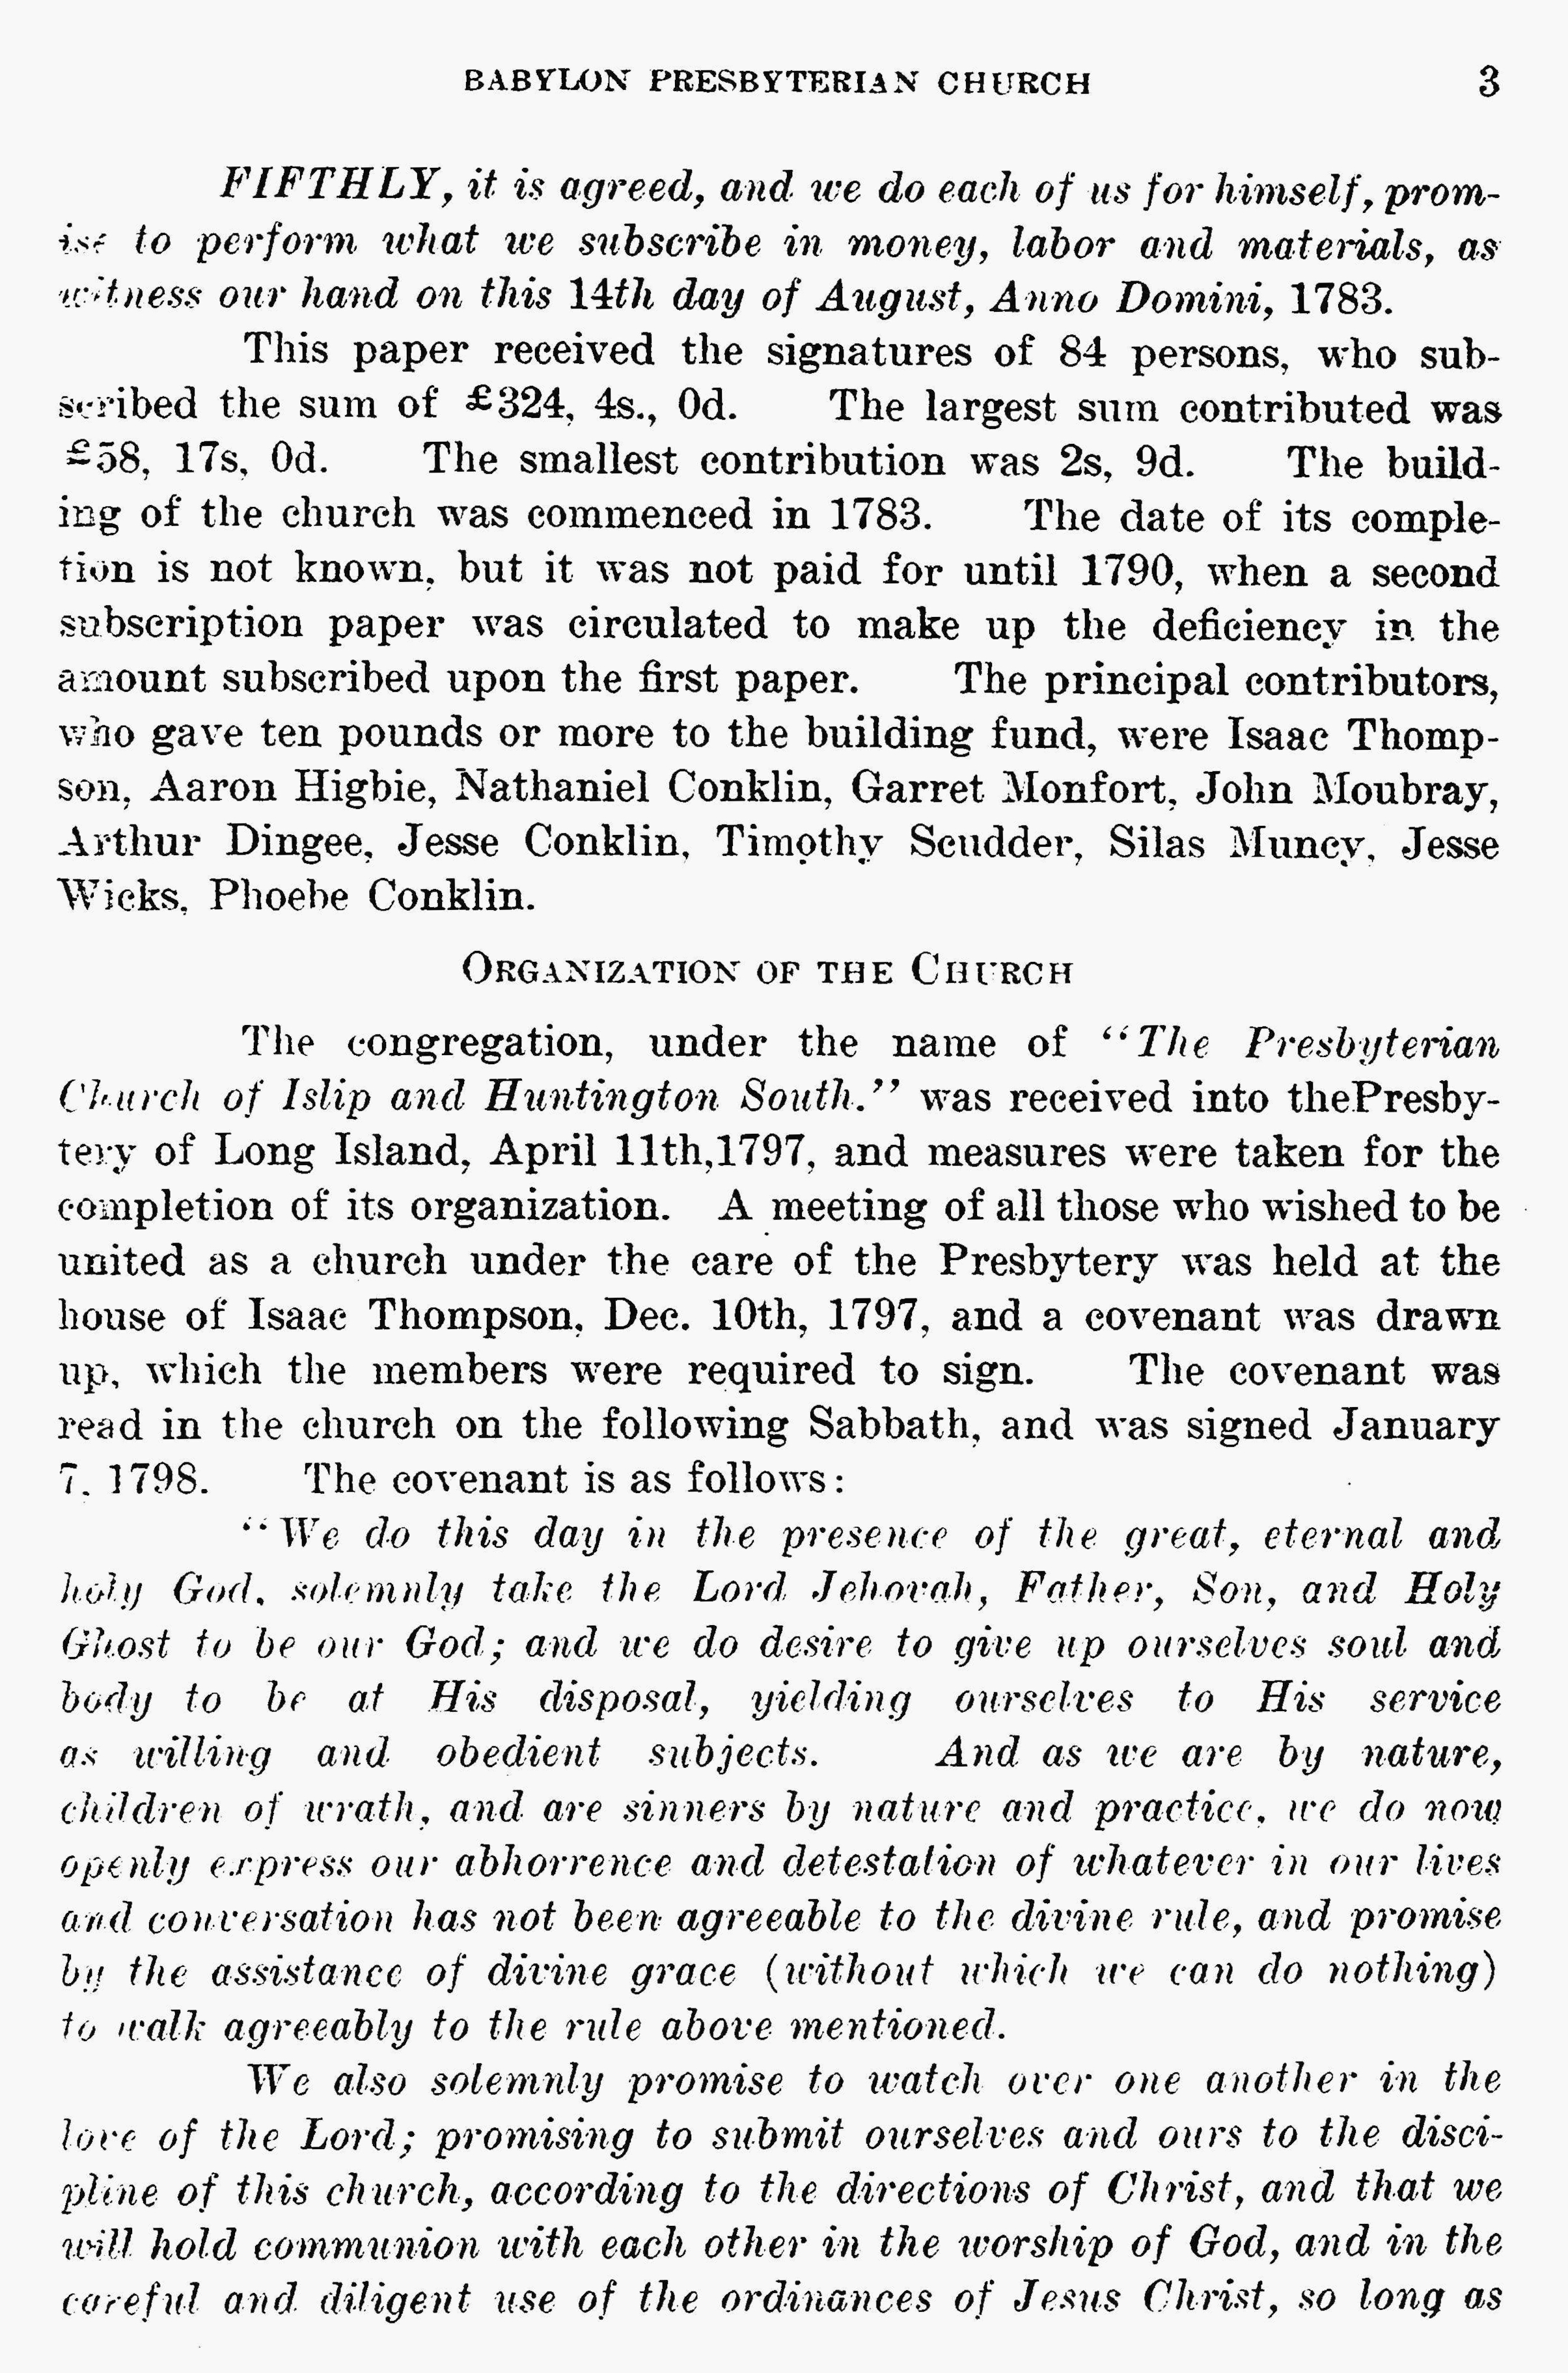 BABYLON PRESBYTERIAN CHURCH 3
FIFTHLY, it is agreed, and we do each of us for himself, prom-
ise to perform what we subscribe in money, labor and materials, as
witness our hand on this 14th day of August, Anno Domini, 1783.
This paper received the signatures of 84 persons, who sub-
scribed the sum of £324, 4s., 0d. The largest sum contributed was
£58, 17s, 0d. The smallest contribution was 2s, 9d. The build-
ing of the church was commenced in 1783. The date of its comple-
tion is not known, but it was not paid for until 1790, when a second
subscription paper was circulated to make up the deficiency in the
amount subscribed upon the first paper. The principal contributors,
who gave ten pounds or more to the building fund, were Isaac Thomp-
son, Aaron Higbie, Nathaniel Conklin, Garret Monfort, John Moubray,
Arthur Dingee, Jesse Conklin, Timothy Scudder, Silas Muncy, Jesse
Wicks, Phoebe Conklin.
ORGANIZATION OF THE CHURCH
The congregation, under the name of "The Presbyterian
Church of Islip and Huntington South." was received into thePresby-
tery of Long Island, April 11th,1797, and measures were taken for the
completion of its organization. A meeting of all those who wished to be
united as a church under the care of the Presbytery was held at the
house of Isaac Thompson, Dec. 10th, 1797, and a covenant was drawn
up, which the members were required to sign. The covenant was
read in the church on the following Sabbath, and was signed January
7, 1798. The covenant is as follows:
"We do this day in the presence of the great, eternal and
holy God, solemnly take the Lord Jehovah, Father, Son, and Holy
Ghost to be our God; and we do desire to give up ourselves soul and
body to be at His disposal, yielding ourselves to His service
as willing and obedient subjects. And as we are by nature,
children of wrath, and are sinners by nature and practice, we do now
openly express our abhorrence and detestation of whatever in our lives
and conversation has not been agreeable to the divine rule, and promise
by the assistance of divine grace (without which we can do nothing)
to walk agreeably to the rule above mentioned.
We also solemnly promise to watch over one another in the
love of the Lord; promising to submit ourselves and ours to the disci-
pline of this church, according to the directions of Christ, and that we
will hold communion with each other in the worship of God, and in the
careful and diligent use of the ordinances of Jesus Christ, so long as